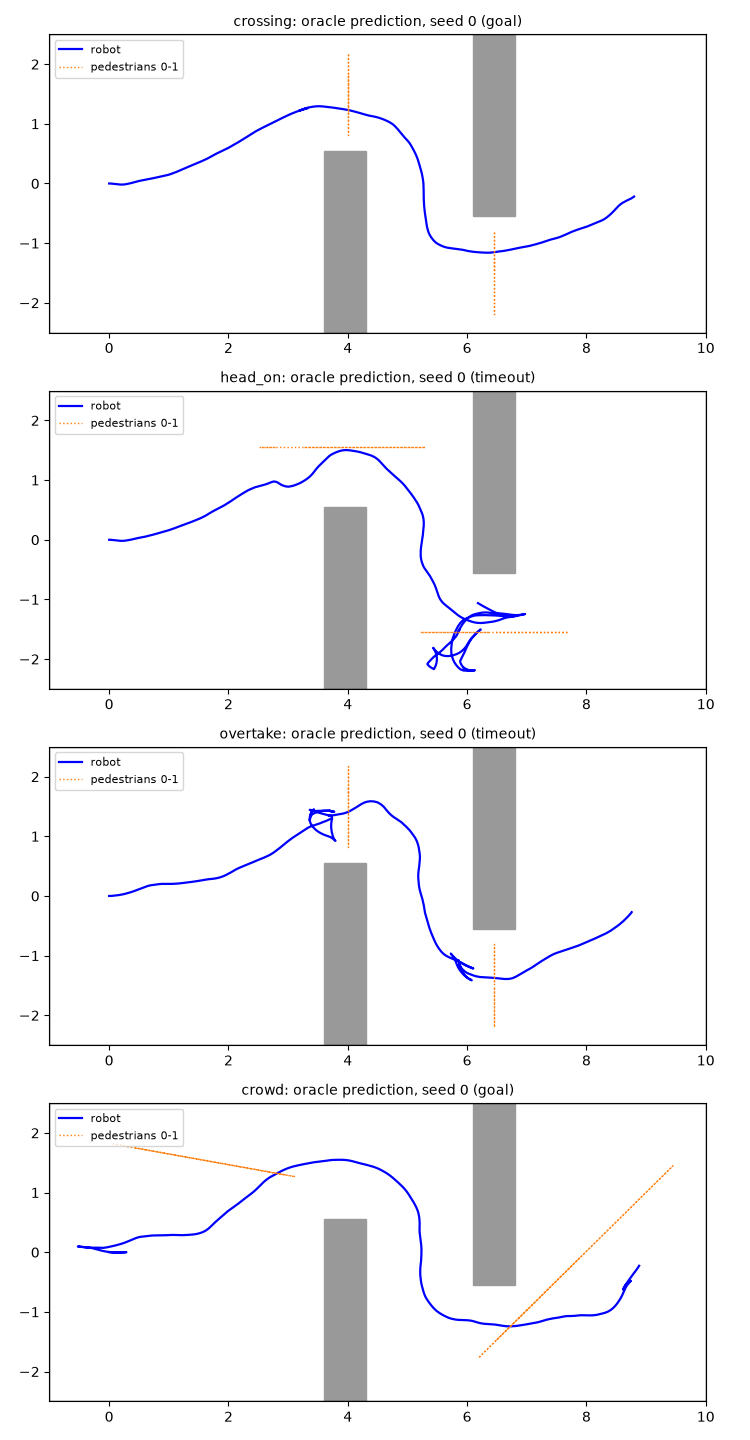 crossing: oracle prediction, seed 0 (goal)
robot
pedestrians 0-1
2
1
0
−1
−2
0 2 4 6 8 10
head_on: oracle prediction, seed 0 (timeout)
robot
pedestrians 0-1
2
1
0
−1
−2
0 2 4 6 8 10
overtake: oracle prediction, seed 0 (timeout)
robot
pedestrians 0-1
2
1
0
−1
−2
0 2 4 6 8 10
crowd: oracle prediction, seed 0 (goal)
robot
pedestrians 0-1
2
1
0
−1
−2
0 2 4 6 8 10